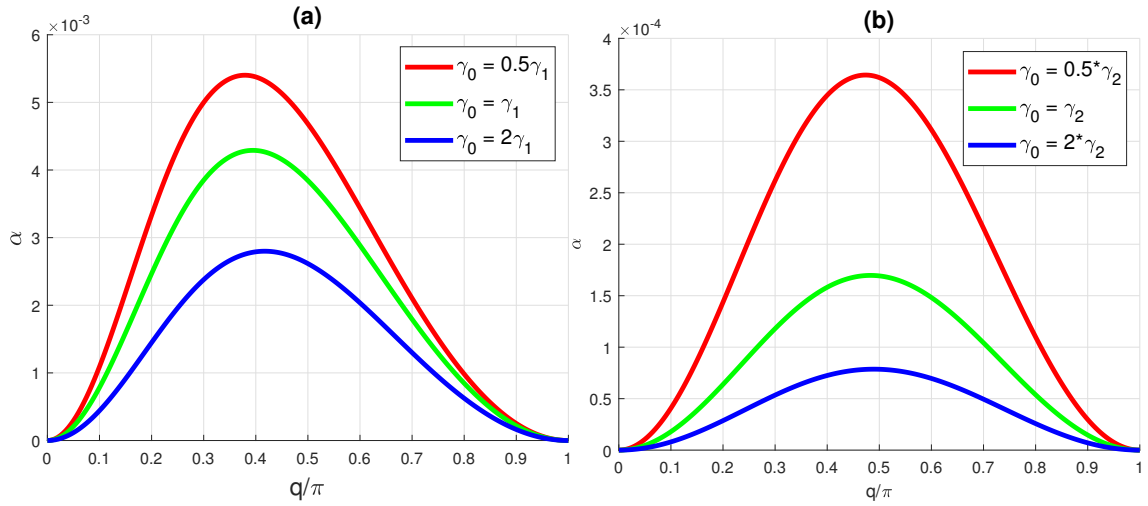 (a)
×10⁻³
6
5
4
3
2
1
0
α
0 0.1 0.2 0.3 0.4 0.5 0.6 0.7 0.8 0.9 1
q/π
γ₀ = 0.5γ₁
γ₀ = γ₁
γ₀ = 2γ₁
(b)
×10⁻⁴
4
3.5
3
2.5
2
1.5
1
0.5
0
α
0 0.1 0.2 0.3 0.4 0.5 0.6 0.7 0.8 0.9 1
q/π
γ₀ = 0.5*γ₂
γ₀ = γ₂
γ₀ = 2*γ₂